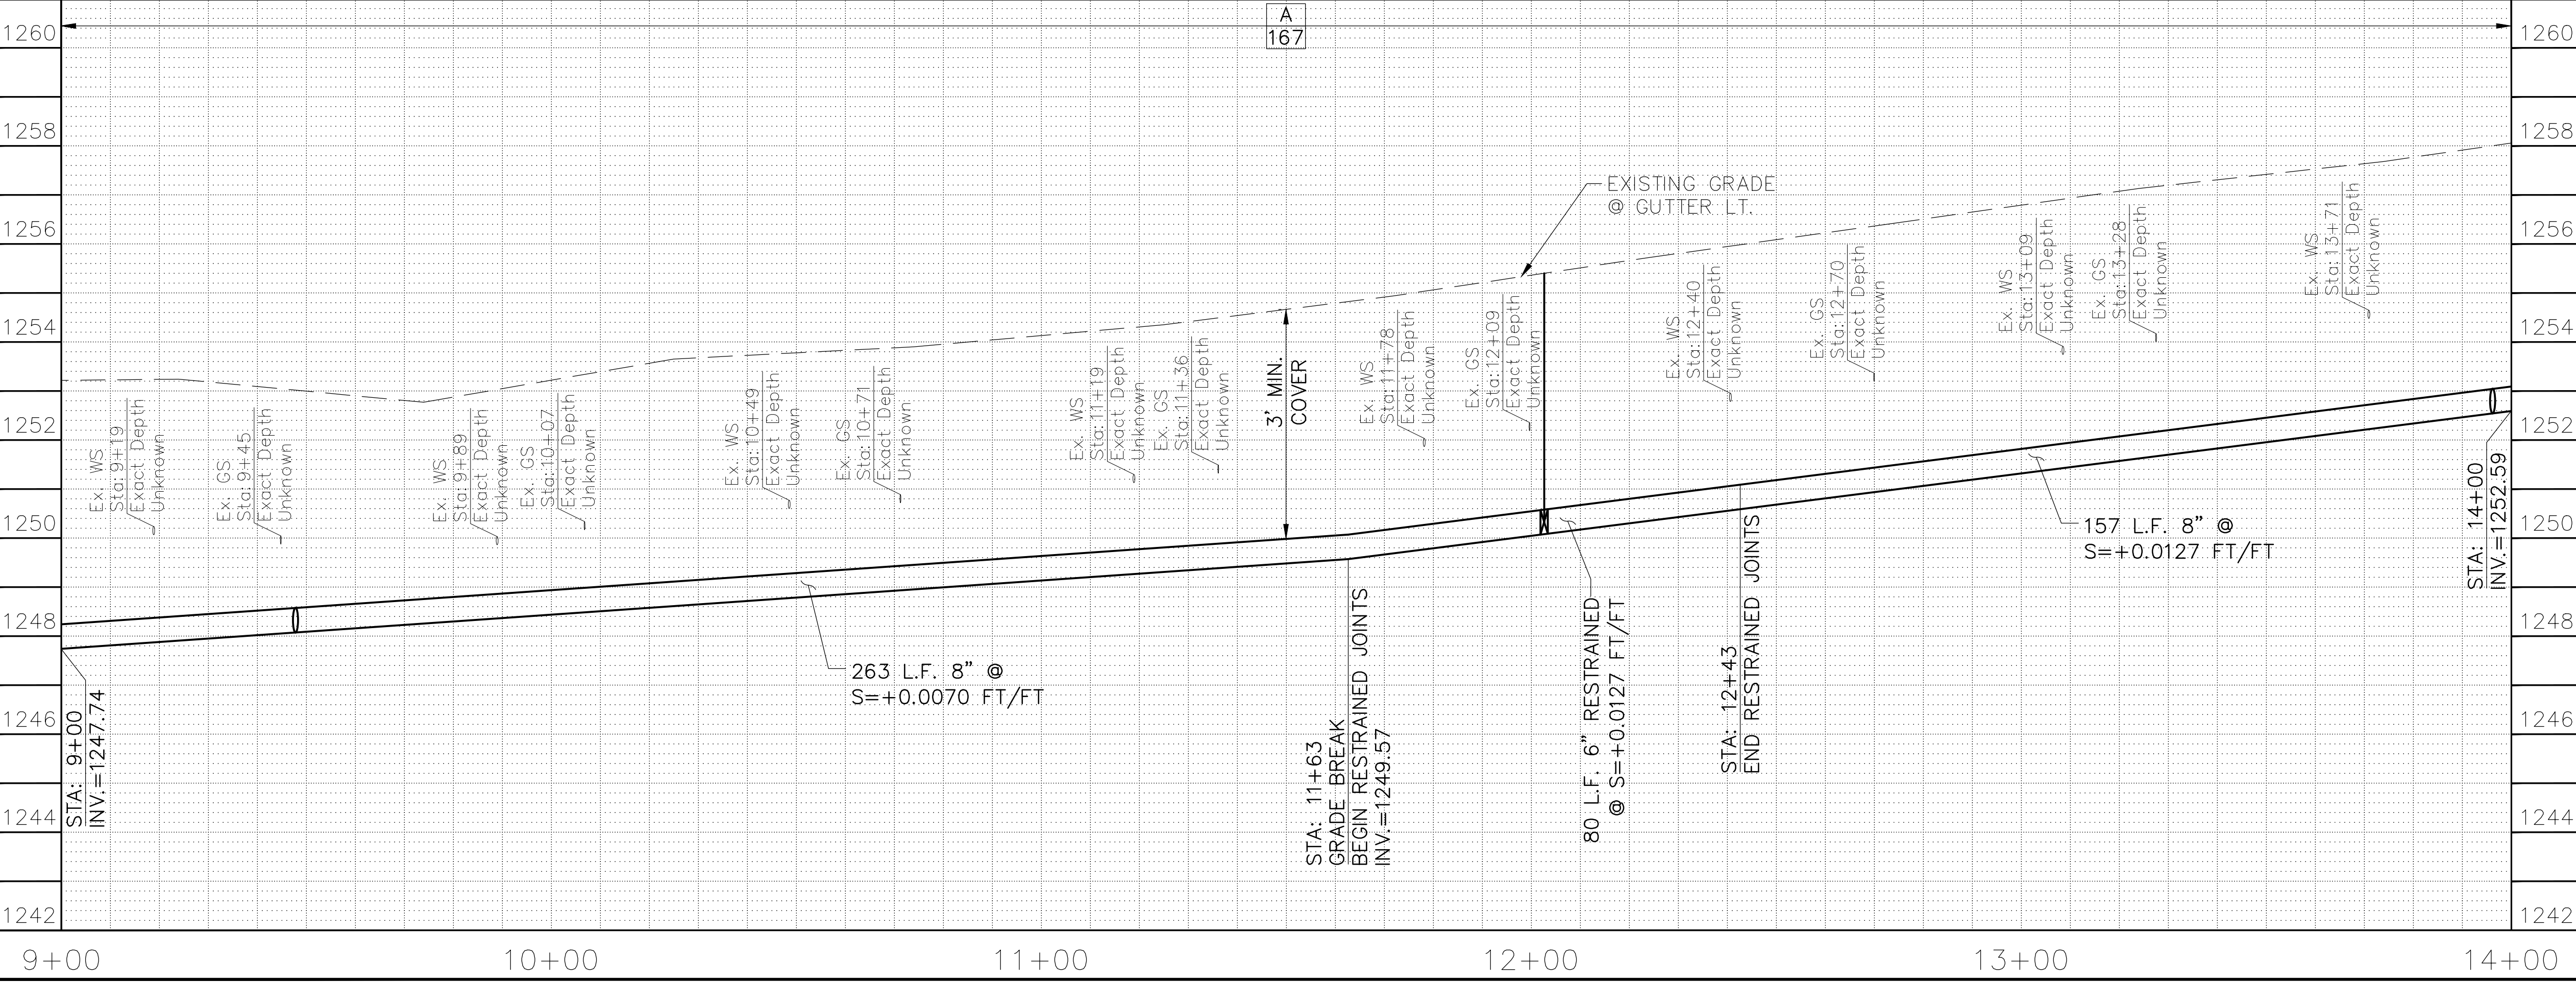 A
167
1260
1258
1256
1254
1252
1250
1248
1246
1244
1242
1260
1258
1256
1254
1252
1250
1248
1246
1244
1242
EXISTING GRADE
@ GUTTER LT.
Ex. WS
Sta:9+19
Exact Depth
Unknown
Ex. GS
Sta:9+45
Exact Depth
Unknown
Ex. WS
Sta:9+89
Exact Depth
Unknown
Ex. GS
Sta:10+07
Exact Depth
Unknown
Ex. WS
Sta:10+49
Exact Depth
Unknown
Ex. GS
Sta:10+71
Exact Depth
Unknown
Ex. WS
Sta:11+19
Exact Depth
Unknown
Ex. GS
Sta:11+36
Exact Depth
Unknown
3' MIN.
COVER
Ex. WS
Sta:11+78
Exact Depth
Unknown
Ex. GS
Sta:12+09
Exact Depth
Unknown
Ex. WS
Sta:12+40
Exact Depth
Unknown
Ex. GS
Sta:12+70
Exact Depth
Unknown
Ex. WS
Sta:13+09
Exact Depth
Unknown
Ex. GS
Sta:13+28
Exact Depth
Unknown
Ex. WS
Sta:13+71
Exact Depth
Unknown
STA: 9+00
INV.=1247.74
263 L.F. 8" @
S=+0.0070 FT/FT
STA: 11+63
GRADE BREAK
BEGIN RESTRAINED JOINTS
INV.=1249.57
80 L.F. 6" RESTRAINED
@ S=+0.0127 FT/FT
STA: 12+43
END RESTRAINED JOINTS
157 L.F. 8" @
S=+0.0127 FT/FT
STA: 14+00
INV.=1252.59
9+00
10+00
11+00
12+00
13+00
14+00